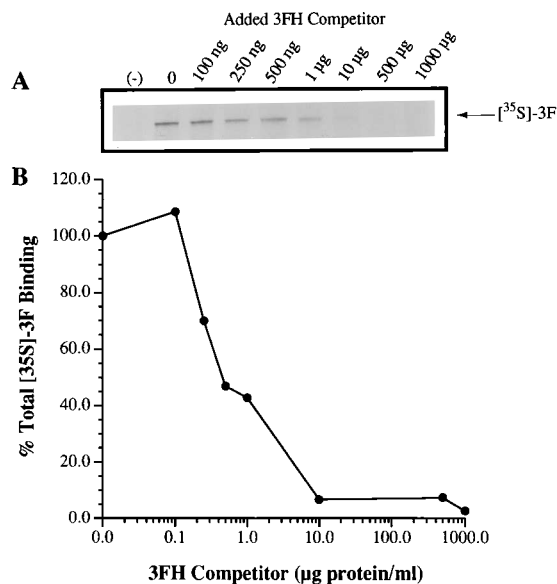 Added 3FH Competitor
A
(-) 0 100 ng 250 ng 500 ng 1 µg 10 µg 500 µg 1000 µg
[³⁵S]-3F
B
120.0
100.0
80.0
60.0
40.0
20.0
0.0
% Total [35S]-3F Binding
0.0 0.1 1.0 10.0 100.0 1000.0
3FH Competitor (µg protein/ml)